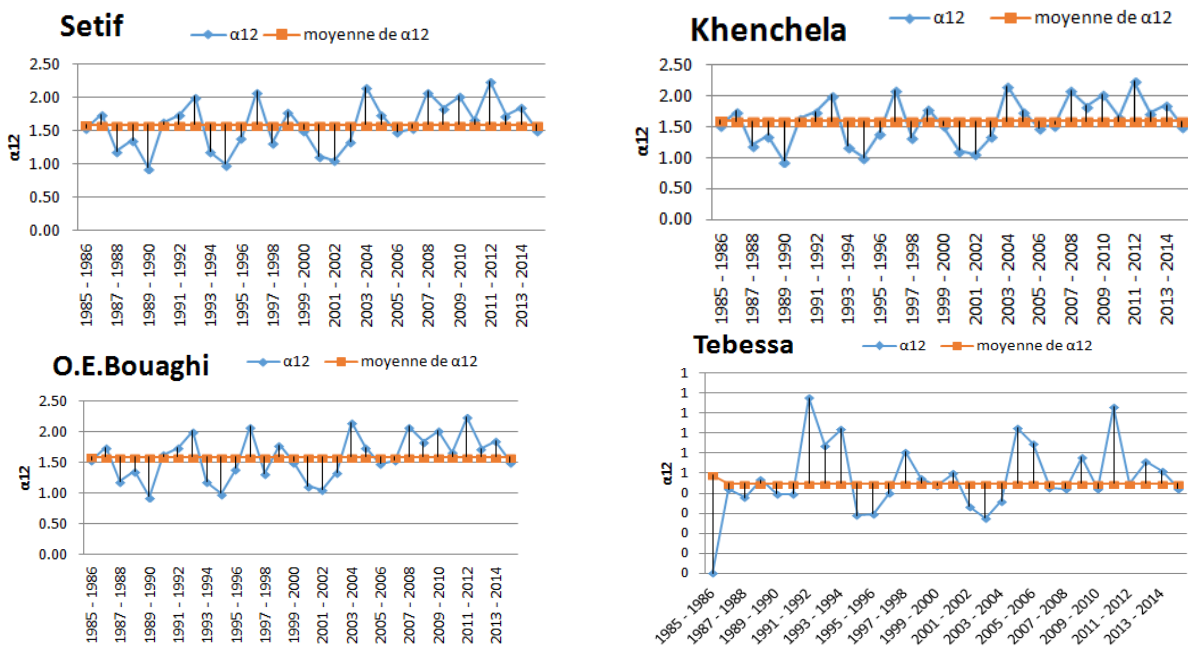 Setif
α12 moyenne de α12
2.50
2.00
1.50
1.00
0.50
0.00
α12
1985 - 1986
1987 - 1988
1989 - 1990
1991 - 1992
1993 - 1994
1995 - 1996
1997 - 1998
1999 - 2000
2001 - 2002
2003 - 2004
2005 - 2006
2007 - 2008
2009 - 2010
2011 - 2012
2013 - 2014
Khenchela
α12 moyenne de α12
2.50
2.00
1.50
1.00
0.50
0.00
α12
1985 - 1986
1987 - 1988
1989 - 1990
1991 - 1992
1993 - 1994
1995 - 1996
1997 - 1998
1999 - 2000
2001 - 2002
2003 - 2004
2005 - 2006
2007 - 2008
2009 - 2010
2011 - 2012
2013 - 2014
O.E.Bouaghi
α12 moyenne de α12
2.50
2.00
1.50
1.00
0.50
0.00
α12
1985 - 1986
1987 - 1988
1989 - 1990
1991 - 1992
1993 - 1994
1995 - 1996
1997 - 1998
1999 - 2000
2001 - 2002
2003 - 2004
2005 - 2006
2007 - 2008
2009 - 2010
2011 - 2012
2013 - 2014
Tebessa
α12 moyenne de α12
1
1
1
1
1
1
0
0
0
0
0
α12
1985 - 1986
1987 - 1988
1989 - 1990
1991 - 1992
1993 - 1994
1995 - 1996
1997 - 1998
1999 - 2000
2001 - 2002
2003 - 2004
2005 - 2006
2007 - 2008
2009 - 2010
2011 - 2012
2013 - 2014